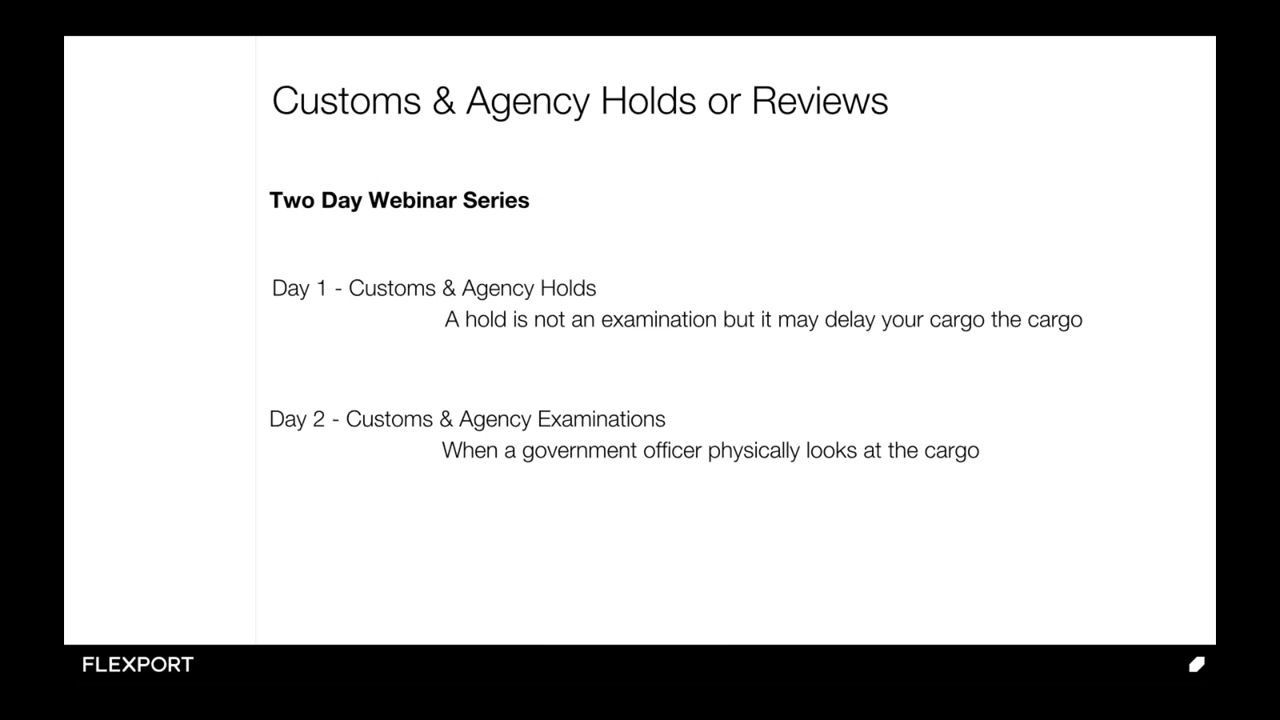 Customs & Agency Holds or Reviews
Two Day Webinar Series
Day 1 - Customs & Agency Holds
A hold is not an examination but it may delay your cargo the cargo
Day 2 - Customs & Agency Examinations
When a government officer physically looks at the cargo
FLEXPORT